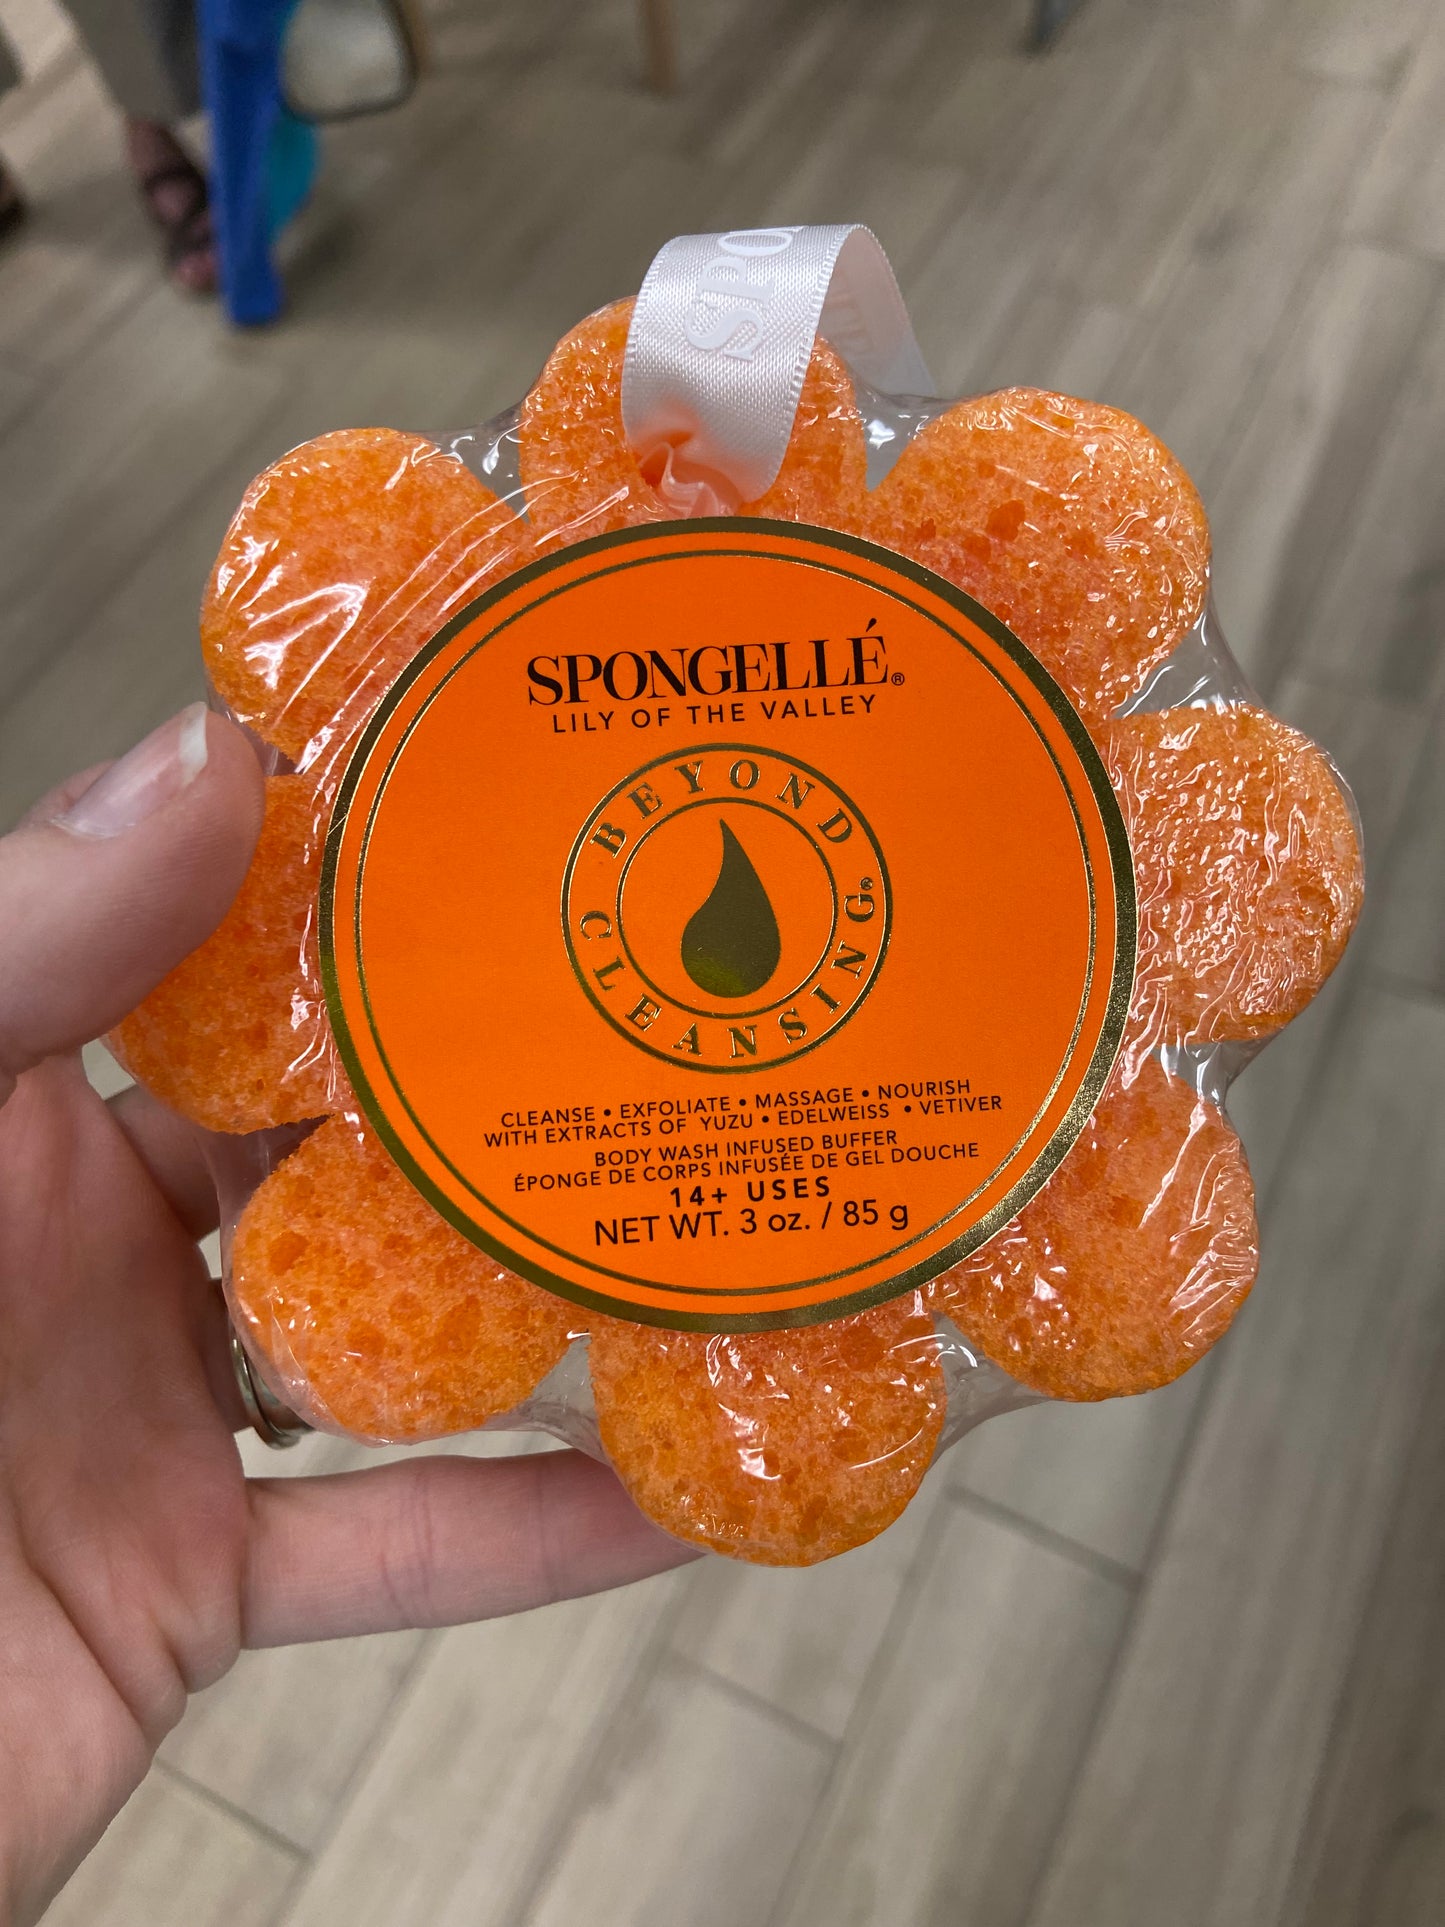 SPO
SPONGELLÉ®
LILY OF THE VALLEY
BEYOND
CLEANSING®
CLEANSE • EXFOLIATE • MASSAGE • NOURISH
WITH EXTRACTS OF YUZU • EDELWEISS • VETIVER
BODY WASH INFUSED BUFFER
ÉPONGE DE CORPS INFUSÉE DE GEL DOUCHE
14+ USES
NET WT. 3 oz. / 85 g